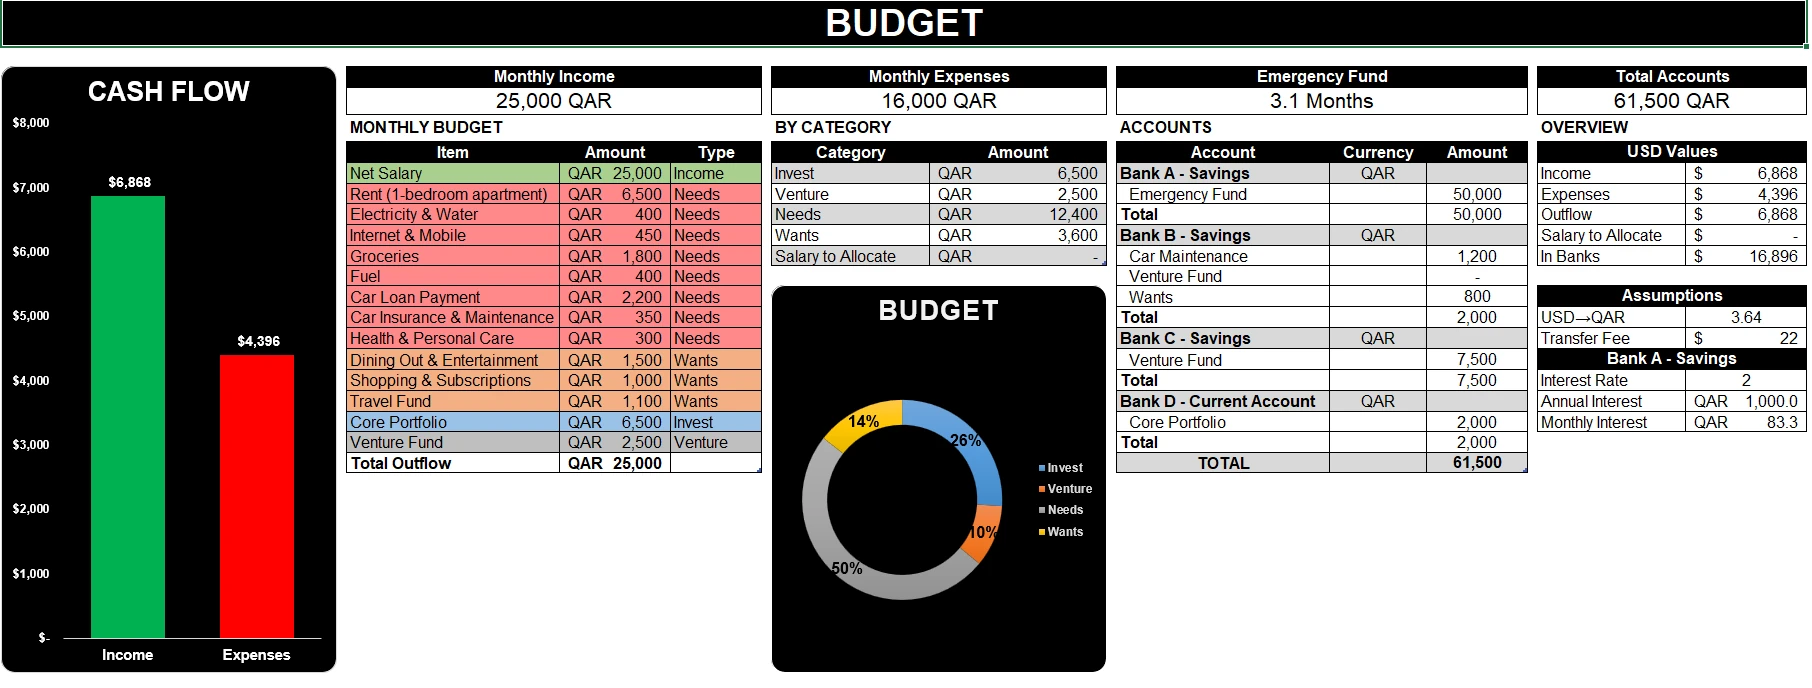 BUDGET
CASH FLOW
$8,000
$7,000
$6,000
$5,000
$4,000
$3,000
$2,000
$1,000
$-
$6,868
$4,396
Income Expenses
Monthly Income
25,000 QAR
MONTHLY BUDGET
Item Amount Type
Net Salary QAR 25,000 Income
Rent (1-bedroom apartment) QAR 6,500 Needs
Electricity & Water QAR 400 Needs
Internet & Mobile QAR 450 Needs
Groceries QAR 1,800 Needs
Fuel QAR 400 Needs
Car Loan Payment QAR 2,200 Needs
Car Insurance & Maintenance QAR 350 Needs
Health & Personal Care QAR 300 Needs
Dining Out & Entertainment QAR 1,500 Wants
Shopping & Subscriptions QAR 1,000 Wants
Travel Fund QAR 1,100 Wants
Core Portfolio QAR 6,500 Invest
Venture Fund QAR 2,500 Venture
Total Outflow QAR 25,000
Monthly Expenses
16,000 QAR
BY CATEGORY
Category Amount
Invest QAR 6,500
Venture QAR 2,500
Needs QAR 12,400
Wants QAR 3,600
Salary to Allocate QAR -
BUDGET
14%
26%
10%
50%
Invest
Venture
Needs
Wants
Emergency Fund
3.1 Months
ACCOUNTS
Account Currency Amount
Bank A - Savings QAR
Emergency Fund 50,000
Total 50,000
Bank B - Savings QAR
Car Maintenance 1,200
Venture Fund -
Wants 800
Total 2,000
Bank C - Savings QAR
Venture Fund 7,500
Total 7,500
Bank D - Current Account QAR
Core Portfolio 2,000
Total 2,000
TOTAL 61,500
Total Accounts
61,500 QAR
OVERVIEW
USD Values
Income $ 6,868
Expenses $ 4,396
Outflow $ 6,868
Salary to Allocate $ -
In Banks $ 16,896
Assumptions
USD→QAR 3.64
Transfer Fee $ 22
Bank A - Savings
Interest Rate 2
Annual Interest QAR 1,000.0
Monthly Interest QAR 83.3